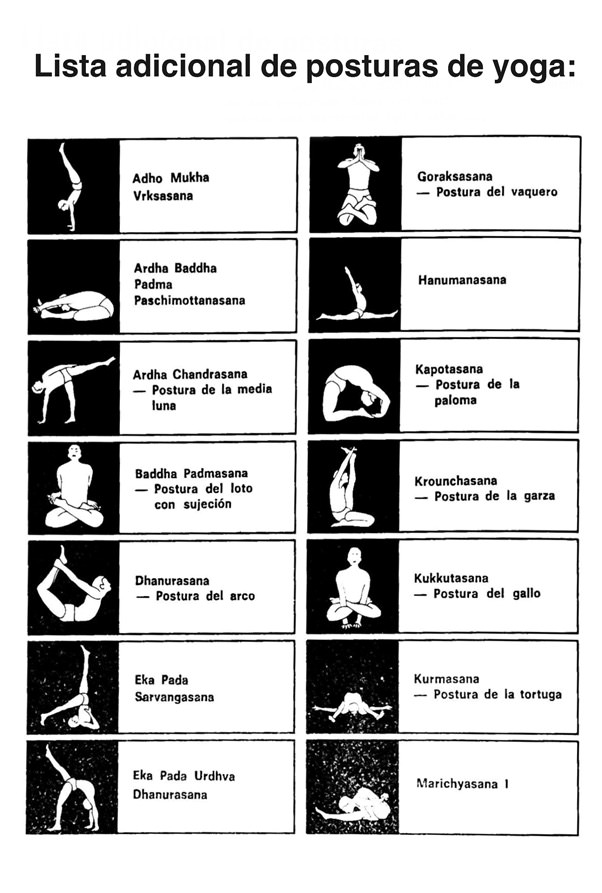 Lista adicional de posturas de yoga:
Adho Mukha
Vrksasana
Ardha Baddha
Padma
Paschimottanasana
Ardha Chandrasana
— Postura de la media
luna
Baddha Padmasana
— Postura del loto
con sujeción
Dhanurasana
— Postura del arco
Eka Pada
Sarvangasana
Eka Pada Urdhva
Dhanurasana
Goraksasana
— Postura del vaquero
Hanumanasana
Kapotasana
— Postura de la
paloma
Krounchasana
— Postura de la garza
Kukkutasana
— Postura del gallo
Kurmasana
— Postura de la tortuga
Marichyasana I